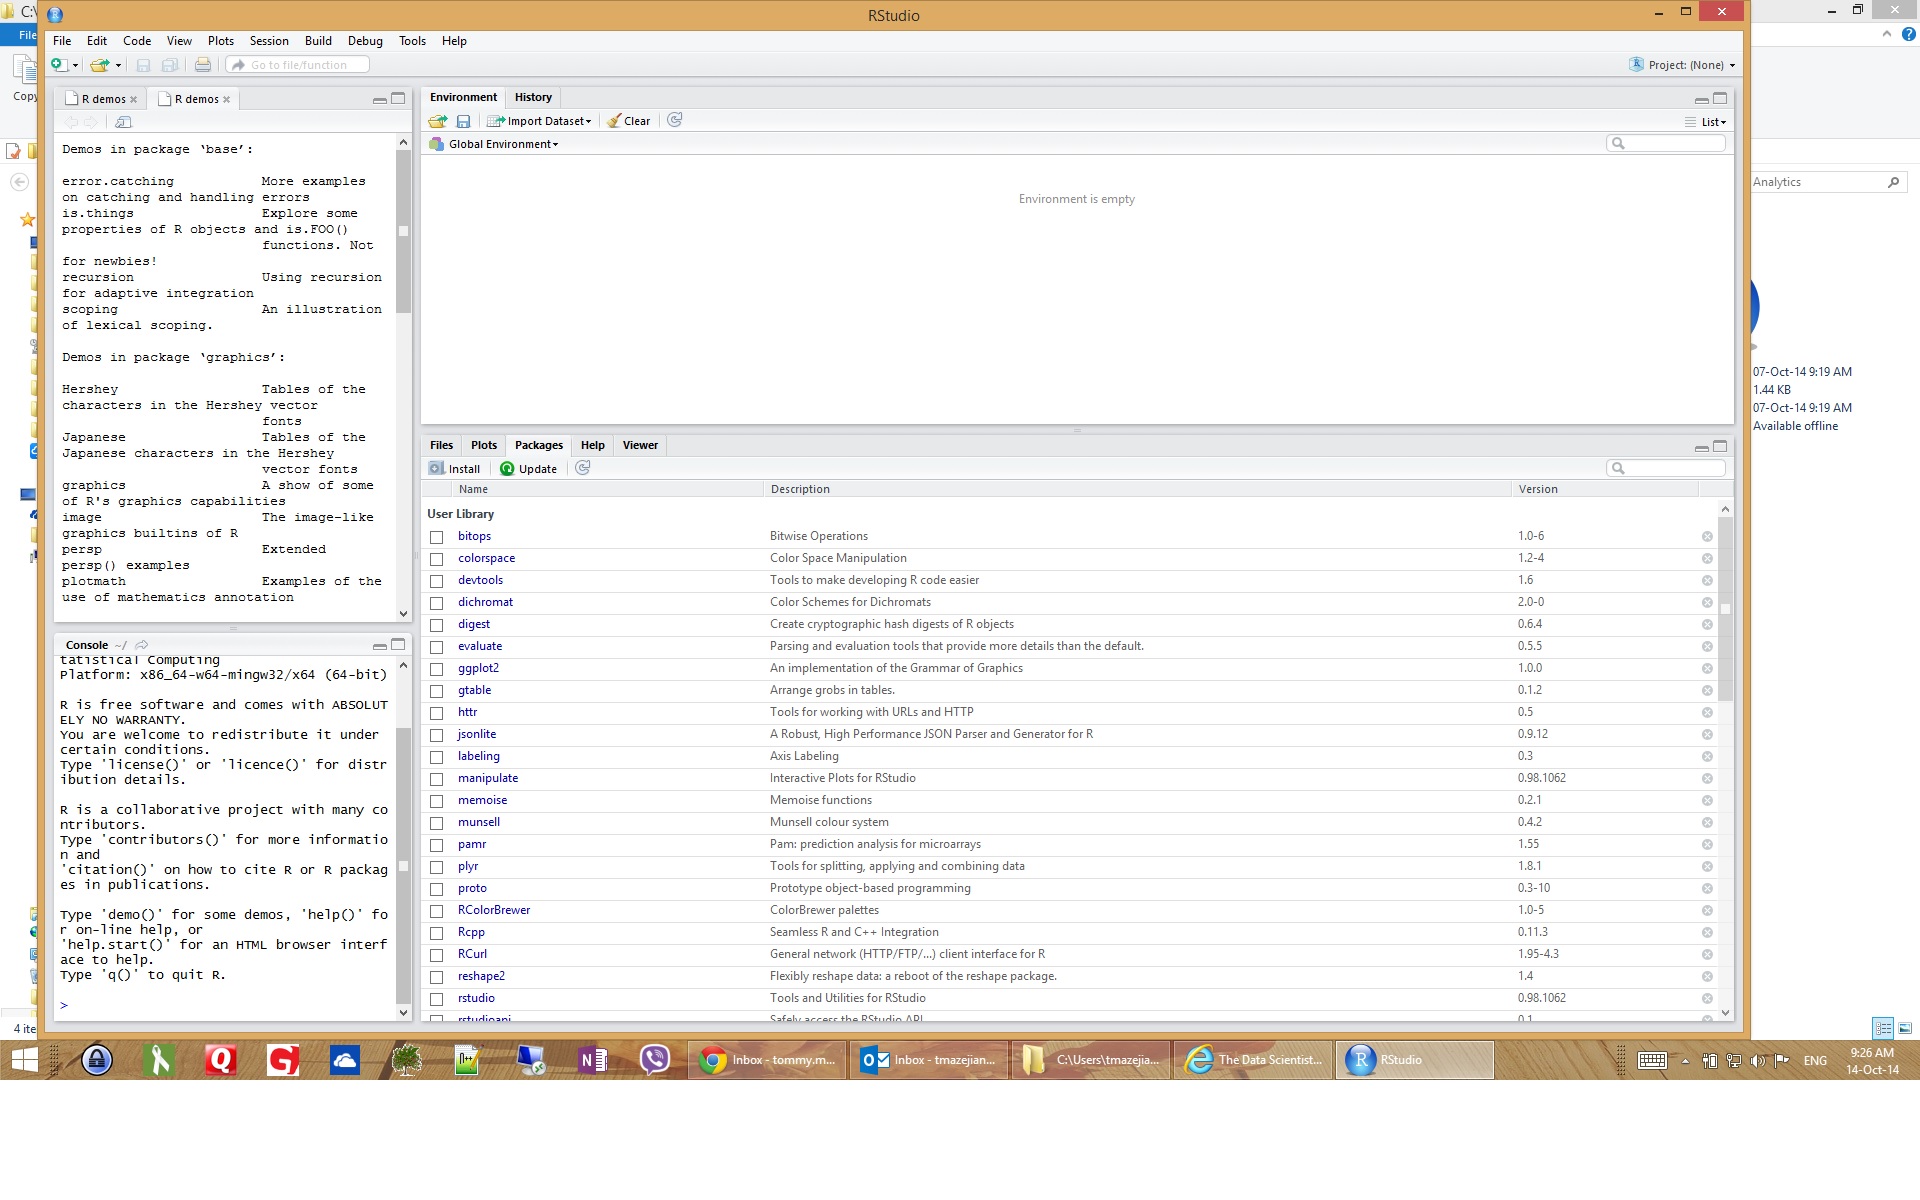 C:\
RStudio
File
File Edit Code View Plots Session Build Debug Tools Help
Go to file/function
Project: (None)
Copy
R demos R demos
Demos in package ‘base’:
error.catching More examples
on catching and handling errors
is.things Explore some
properties of R objects and is.FOO()
functions. Not
for newbies!
recursion Using recursion
for adaptive integration
scoping An illustration
of lexical scoping.
Demos in package ‘graphics’:
Hershey Tables of the
characters in the Hershey vector
fonts
Japanese Tables of the
Japanese characters in the Hershey
vector fonts
graphics A show of some
of R's graphics capabilities
image The image-like
graphics builtins of R
persp Extended
persp() examples
plotmath Examples of the
use of mathematics annotation
Console ~/
tatistical Computing
Platform: x86_64-w64-mingw32/x64 (64-bit)
R is free software and comes with ABSOLUT
ELY NO WARRANTY.
You are welcome to redistribute it under
certain conditions.
Type 'license()' or 'licence()' for distr
ibution details.
R is a collaborative project with many co
ntributors.
Type 'contributors()' for more informatio
n and
'citation()' on how to cite R or R packag
es in publications.
Type 'demo()' for some demos, 'help()' fo
r on-line help, or
'help.start()' for an HTML browser interf
ace to help.
Type 'q()' to quit R.
>
Environment History
Import Dataset Clear
List
Global Environment
Environment is empty
Files Plots Packages Help Viewer
Install Update
Name Description Version
User Library
bitops Bitwise Operations 1.0-6
colorspace Color Space Manipulation 1.2-4
devtools Tools to make developing R code easier 1.6
dichromat Color Schemes for Dichromats 2.0-0
digest Create cryptographic hash digests of R objects 0.6.4
evaluate Parsing and evaluation tools that provide more details than the default. 0.5.5
ggplot2 An implementation of the Grammar of Graphics 1.0.0
gtable Arrange grobs in tables. 0.1.2
httr Tools for working with URLs and HTTP 0.5
jsonlite A Robust, High Performance JSON Parser and Generator for R 0.9.12
labeling Axis Labeling 0.3
manipulate Interactive Plots for RStudio 0.98.1062
memoise Memoise functions 0.2.1
munsell Munsell colour system 0.4.2
pamr Pam: prediction analysis for microarrays 1.55
plyr Tools for splitting, applying and combining data 1.8.1
proto Prototype object-based programming 0.3-10
RColorBrewer ColorBrewer palettes 1.0-5
Rcpp Seamless R and C++ Integration 0.11.3
RCurl General network (HTTP/FTP/...) client interface for R 1.95-4.3
reshape2 Flexibly reshape data: a reboot of the reshape package. 1.4
rstudio Tools and Utilities for RStudio 0.98.1062
rstudioapi Safely access the RStudio API 0.1
Analytics
07-Oct-14 9:19 AM
1.44 KB
07-Oct-14 9:19 AM
Available offline
4 ite
Inbox - tommy.m...
Inbox - tmazejian...
C:\Users\tmazejia...
The Data Scientist...
RStudio
ENG
9:26 AM
14-Oct-14